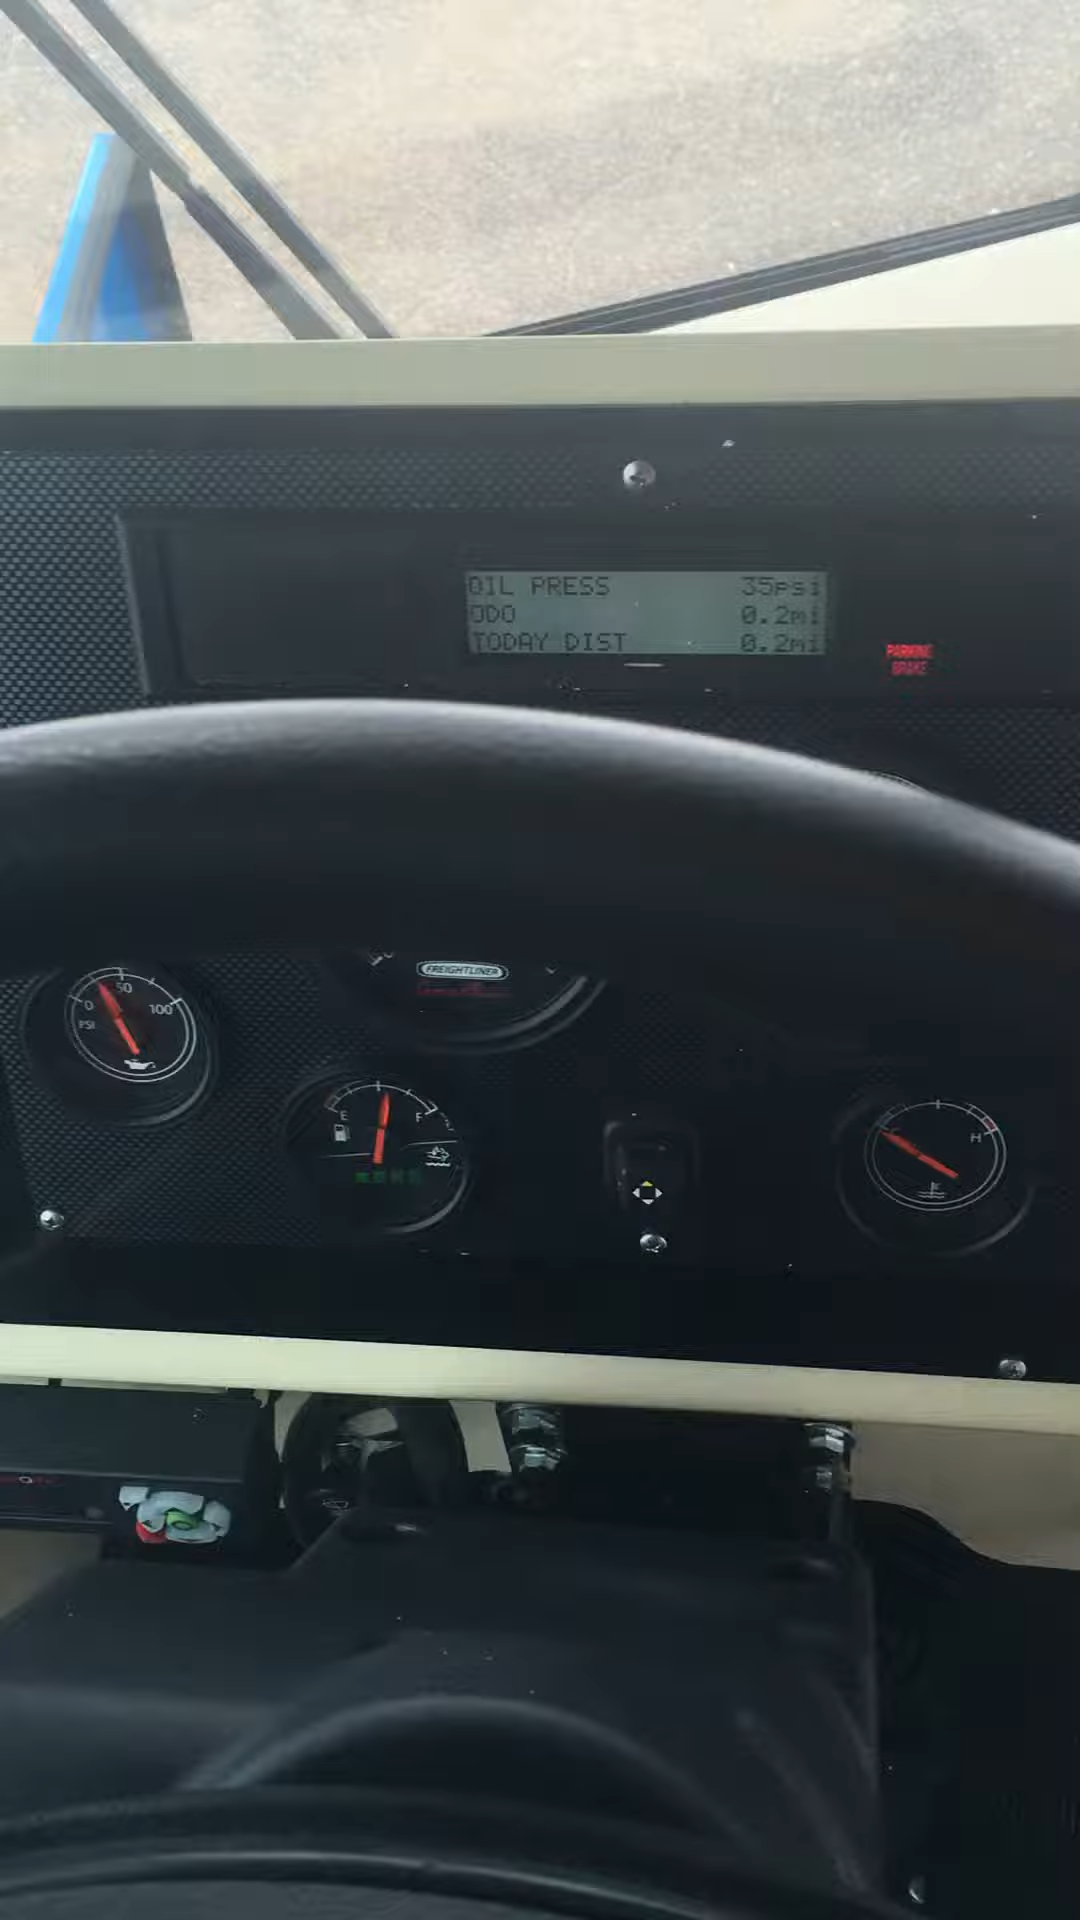 OIL PRESS 35psi
ODO 0.2mi
TODAY DIST 0.2mi
PARKING
BRAKE
FREIGHTLINER
0 50 100
PSI
E F
H